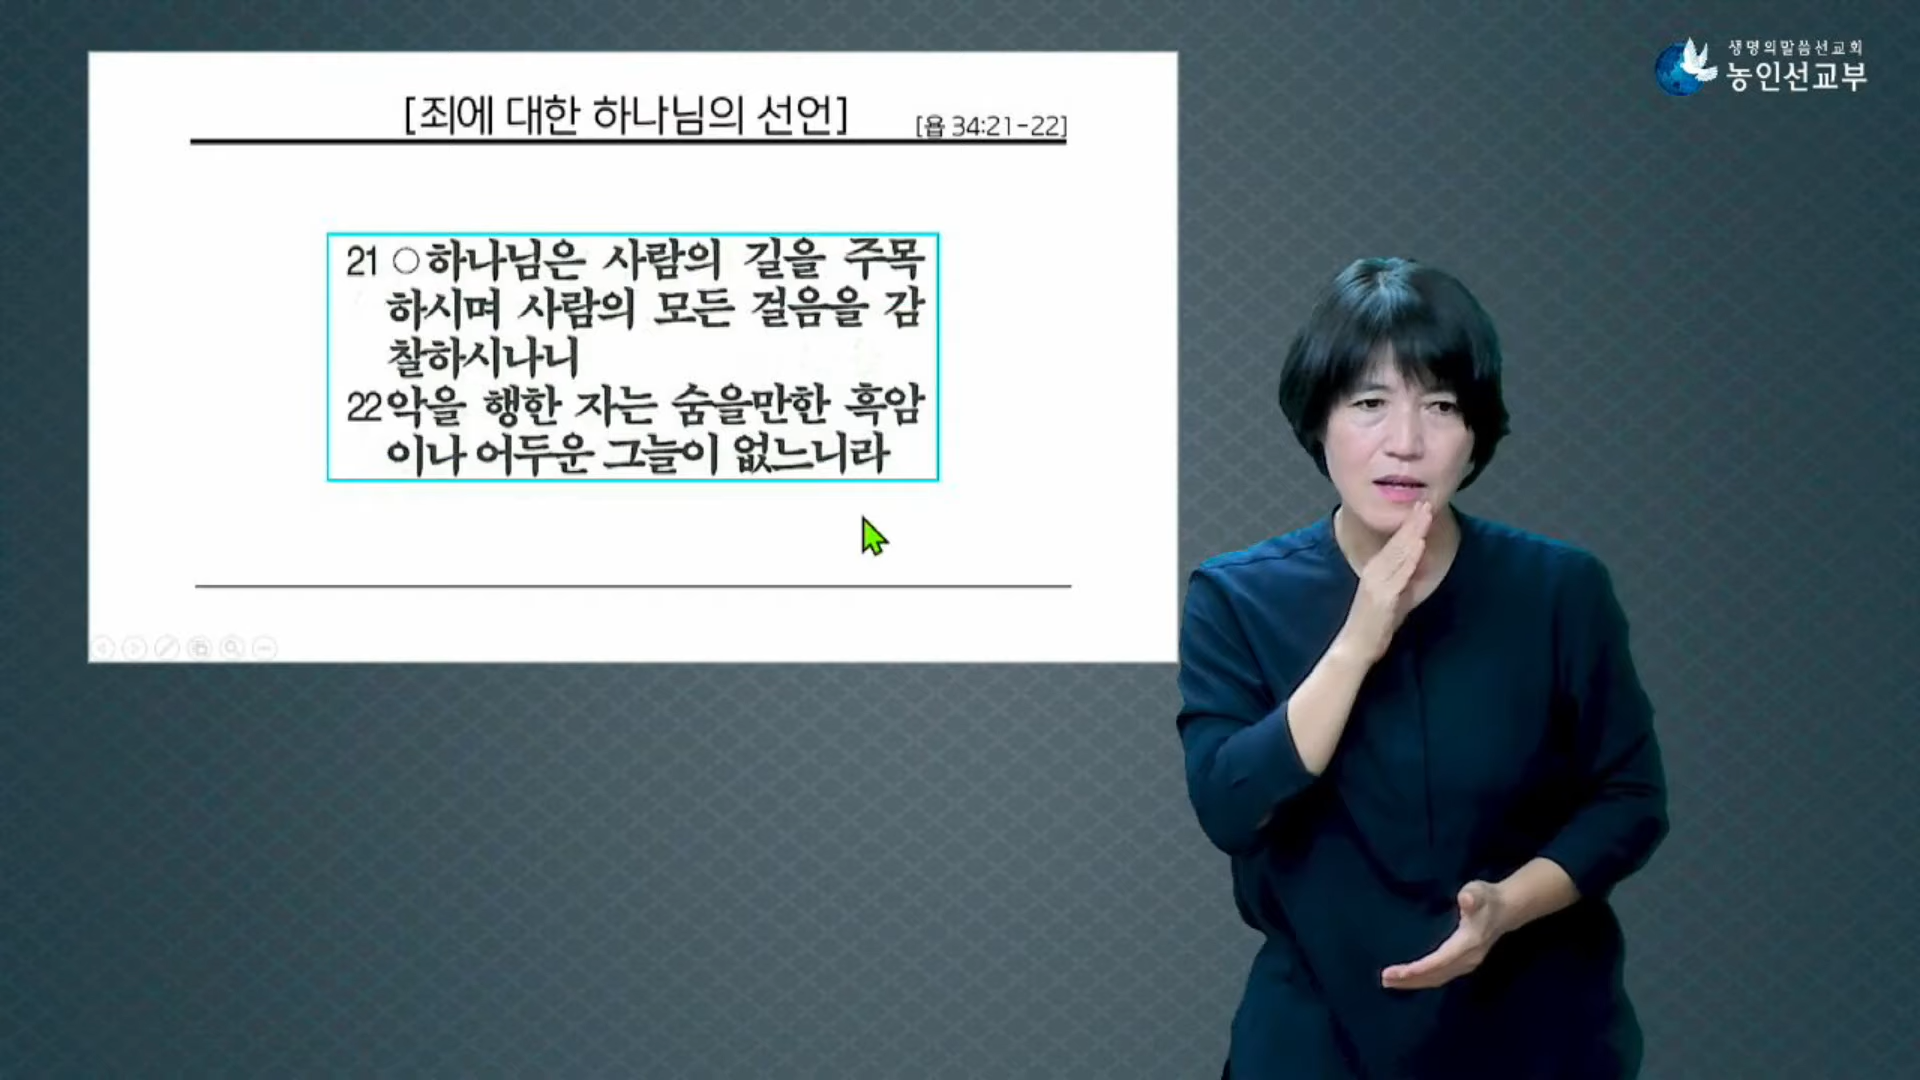 생명의말씀선교회
농인선교부
[죄에 대한 하나님의 선언]
[욥 34:21-22]
21 ○하나님은 사람의 길을 주목
하시며 사람의 모든 걸음을 감
찰하시나니
22악을 행한 자는 숨을만한 흑암
이나 어두운 그늘이 없느니라